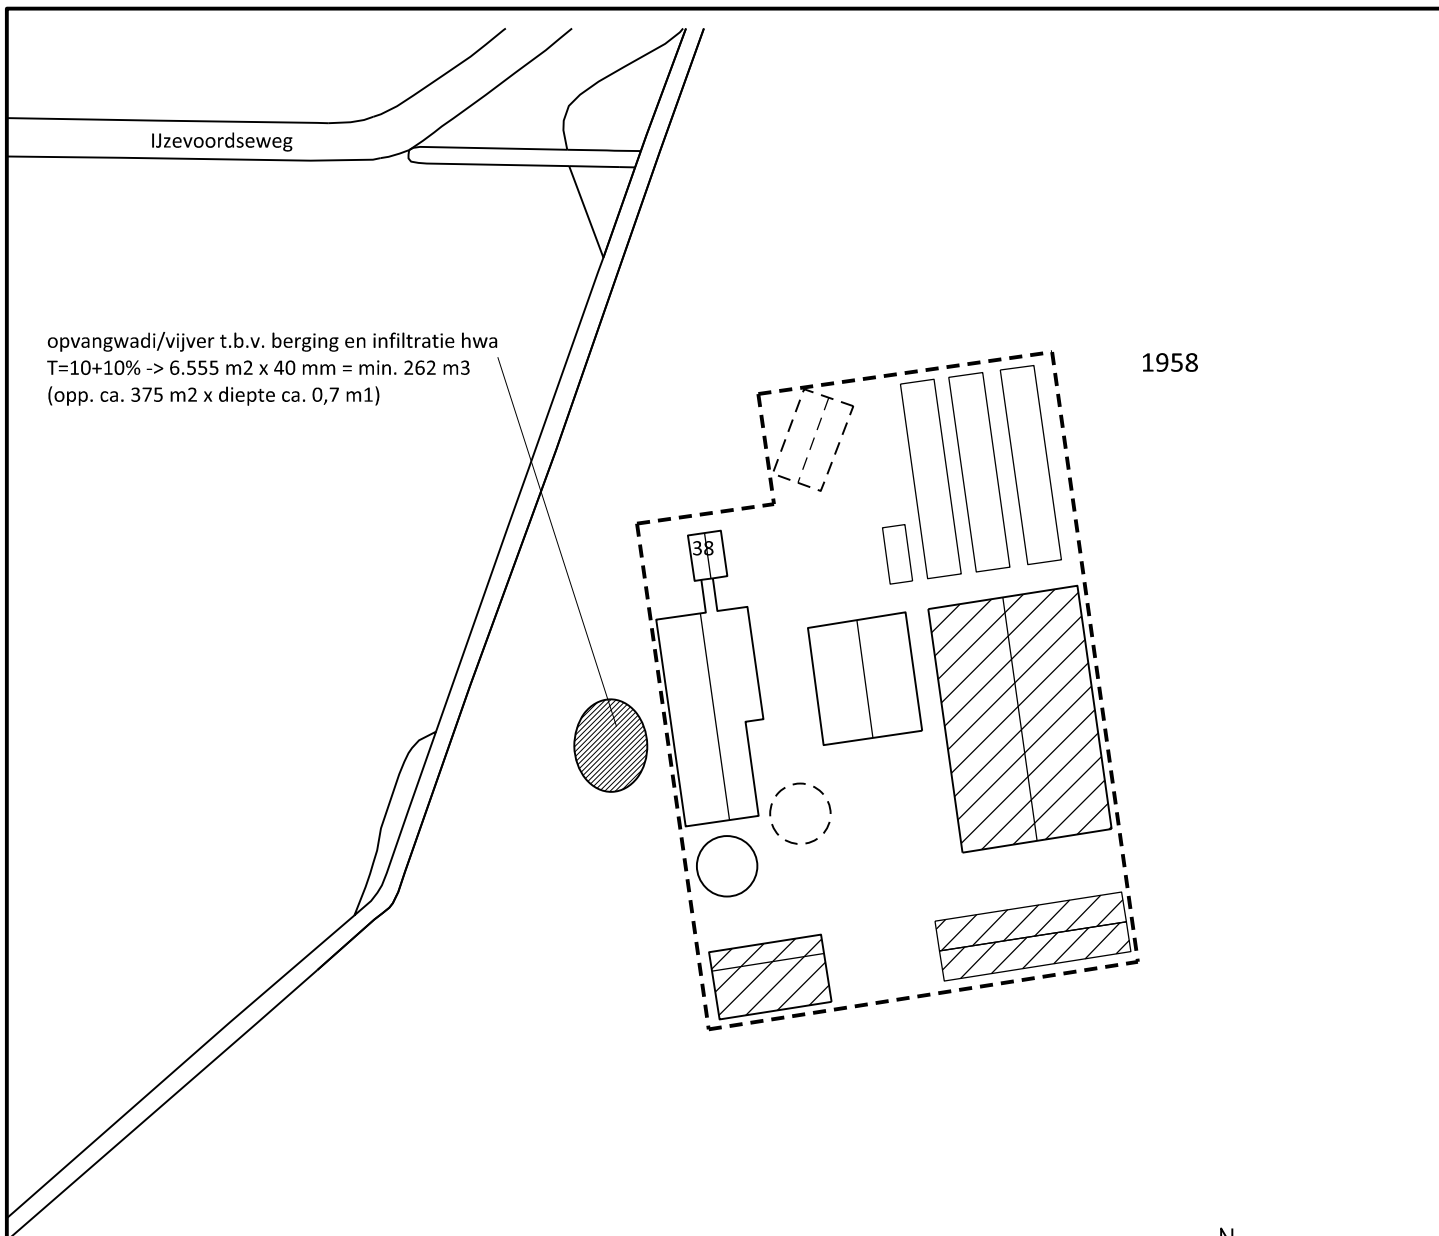 IJzevoordseweg
opvangwadi/vijver t.b.v. berging en infiltratie hwa
T=10+10% -> 6.555 m2 x 40 mm = min. 262 m3
(opp. ca. 375 m2 x diepte ca. 0,7 m1)
1958
38
N